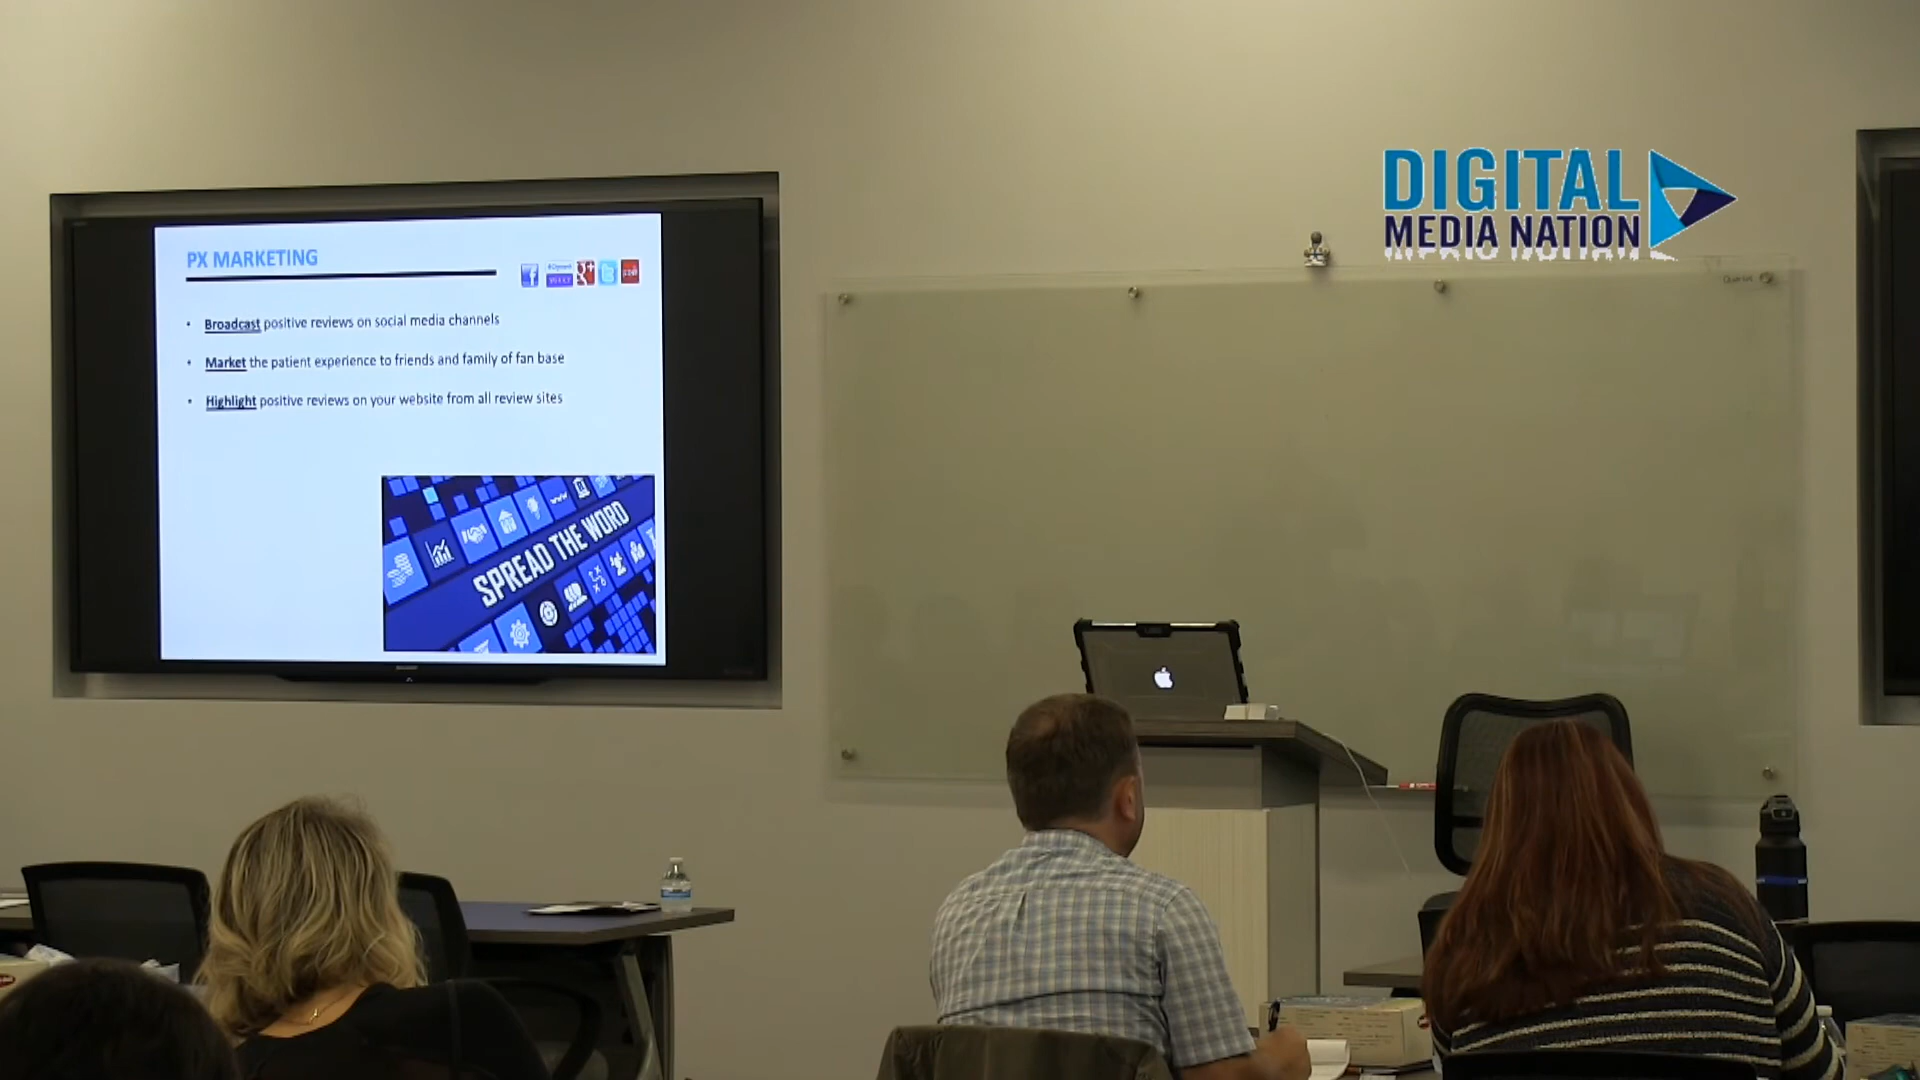 PX MARKETING
• Broadcast positive reviews on social media channels
• Market the patient experience to friends and family of fan base
• Highlight positive reviews on your website from all review sites
SPREAD THE WORD
DIGITAL
MEDIA NATION